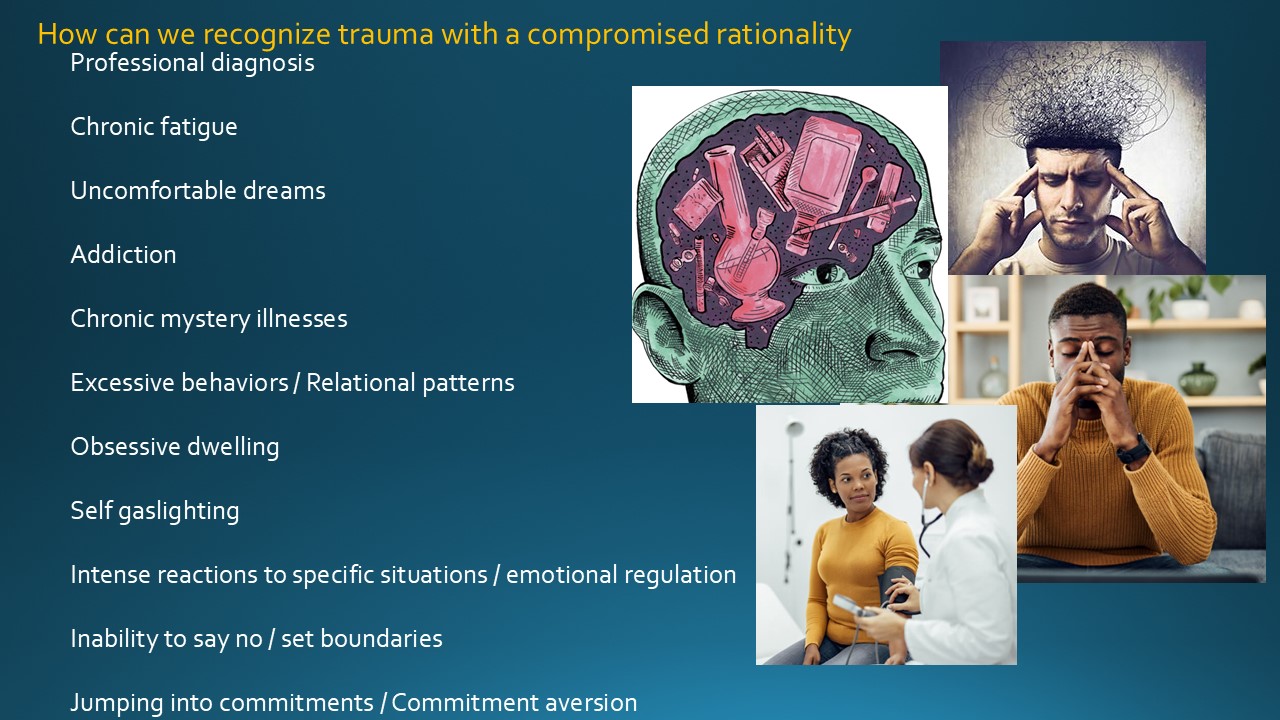 How can we recognize trauma with a compromised rationality
Professional diagnosis
Chronic fatigue
Uncomfortable dreams
Addiction
Chronic mystery illnesses
Excessive behaviors / Relational patterns
Obsessive dwelling
Self gaslighting
Intense reactions to specific situations / emotional regulation
Inability to say no / set boundaries
Jumping into commitments / Commitment aversion